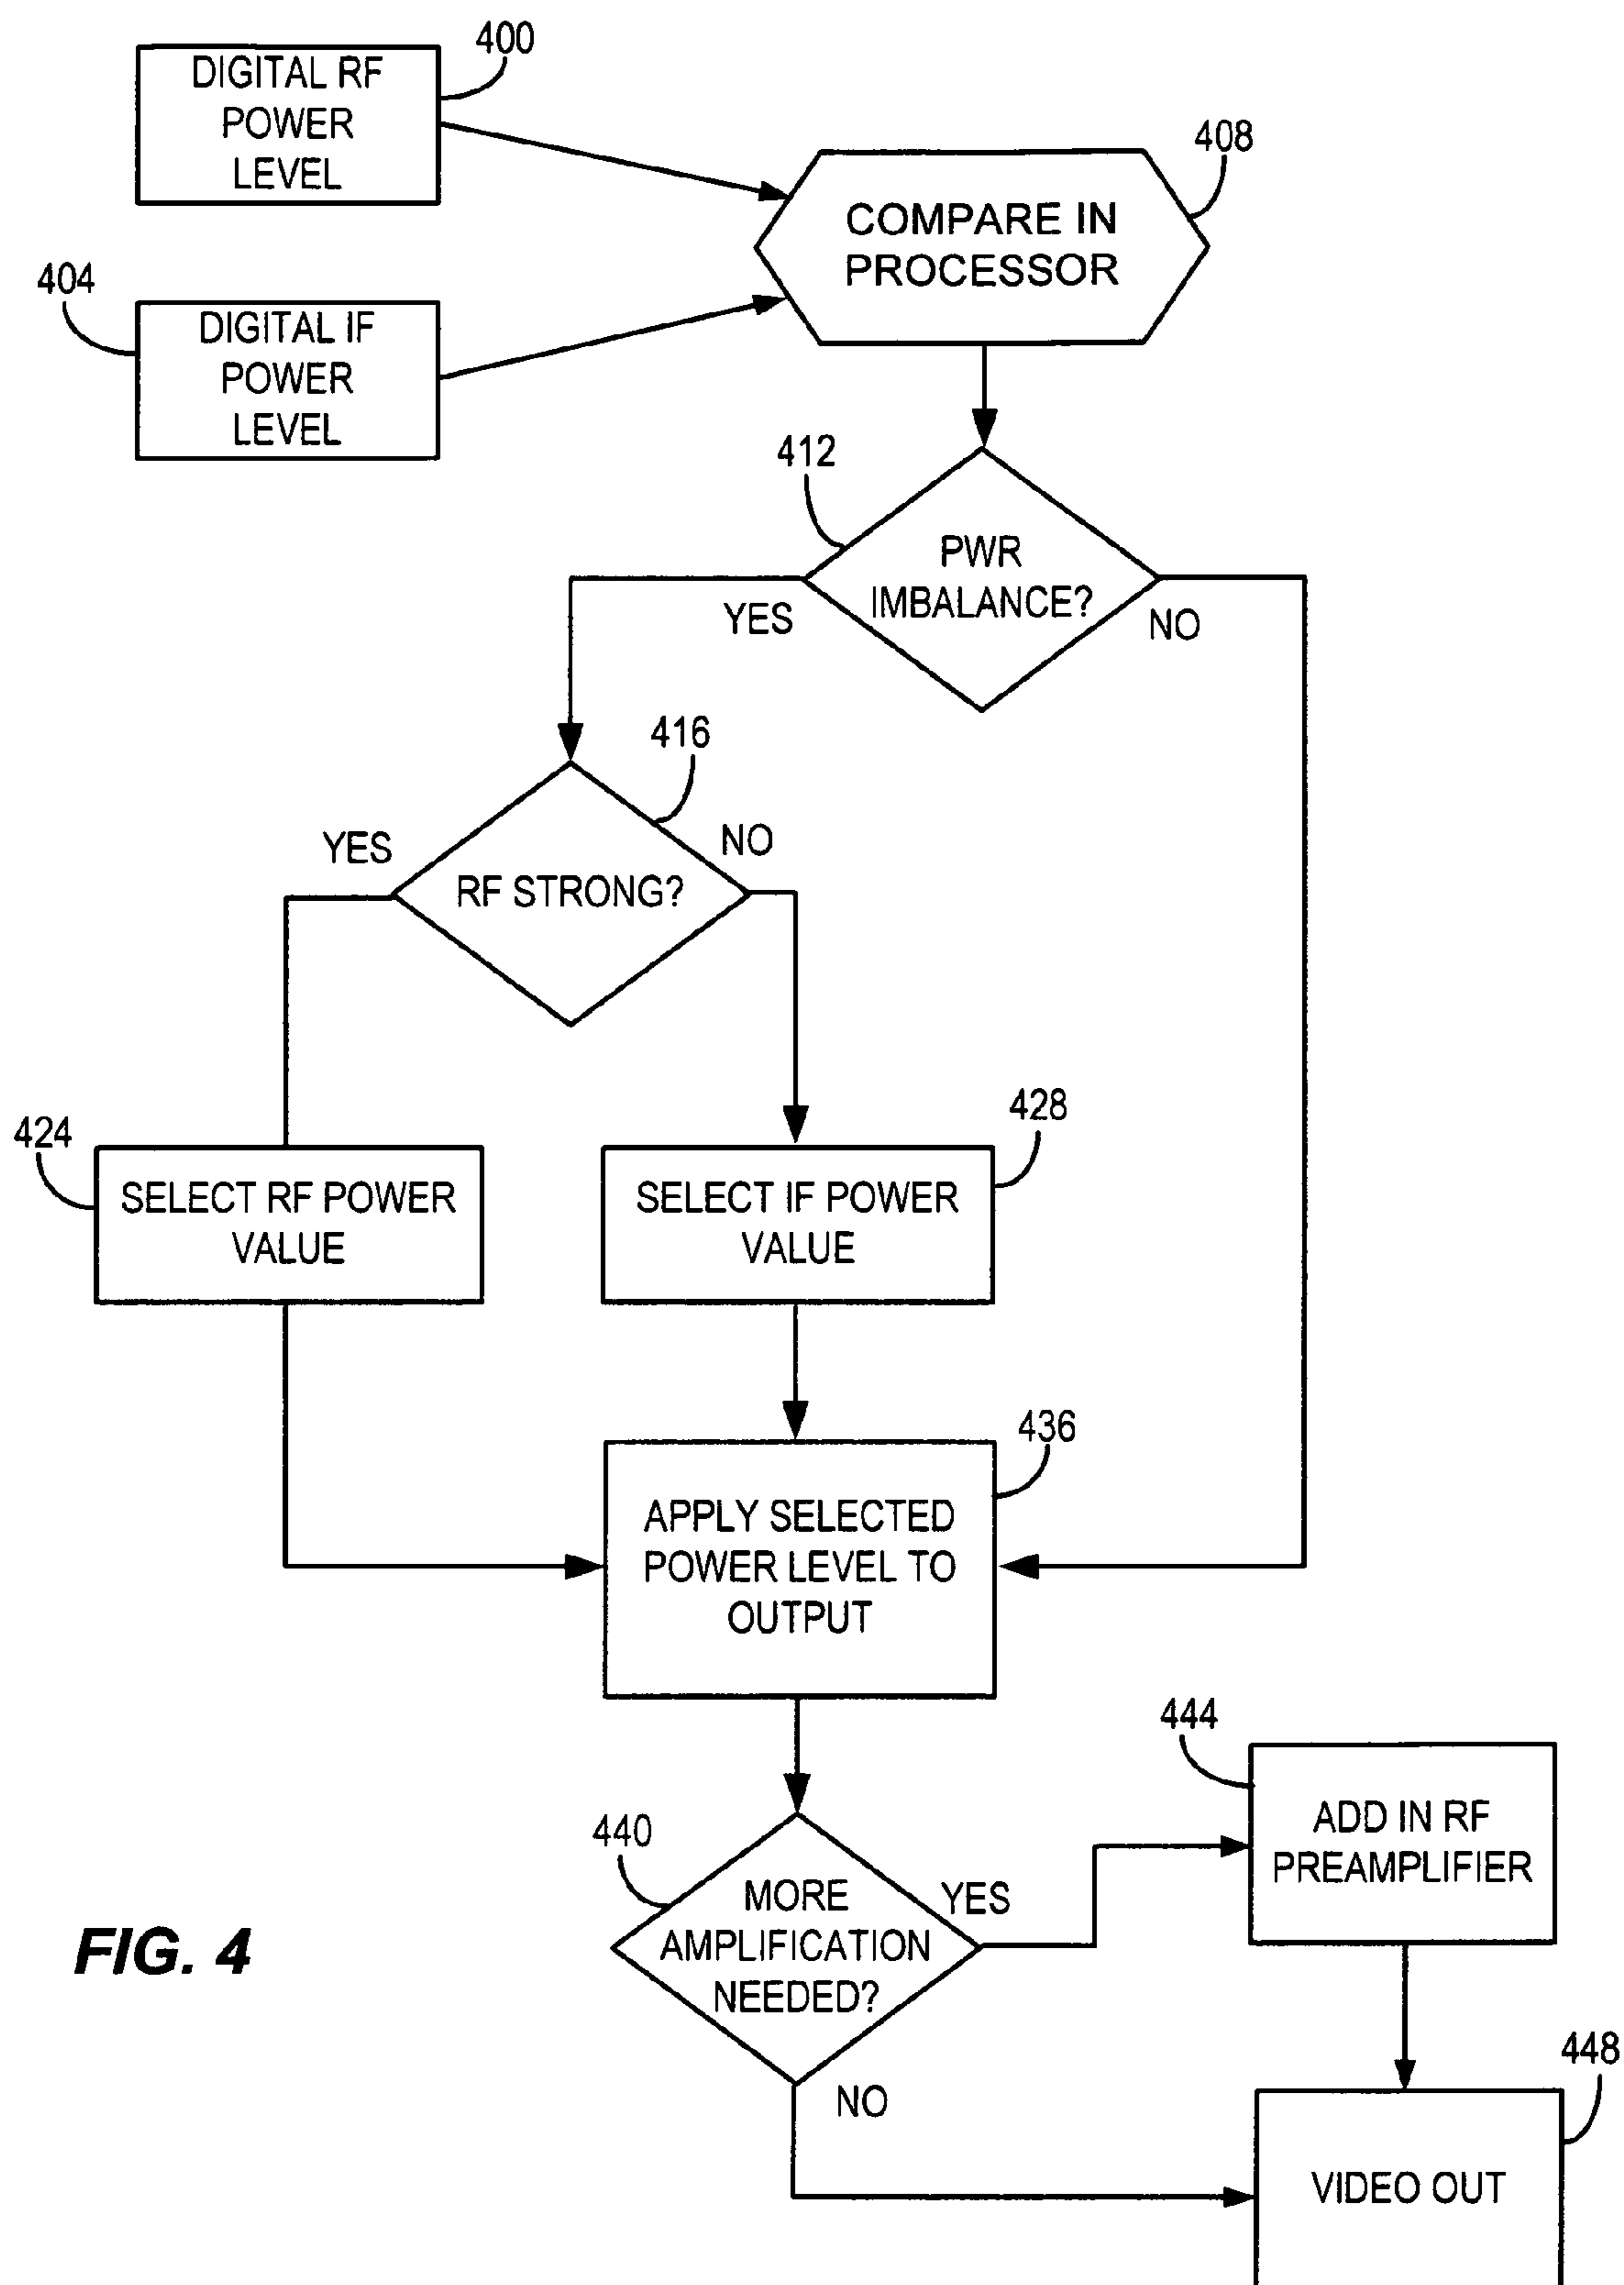 400
DIGITAL RF
POWER
LEVEL
408
COMPARE IN
PROCESSOR
404
DIGITAL IF
POWER
LEVEL
412
PWR
IMBALANCE?
YES
NO
416
YES
NO
RF STRONG?
424
SELECT RF POWER
VALUE
428
SELECT IF POWER
VALUE
436
APPLY SELECTED
POWER LEVEL TO
OUTPUT
444
ADD IN RF
PREAMPLIFIER
440
MORE
AMPLIFICATION
NEEDED?
YES
NO
FIG. 4
448
VIDEO OUT